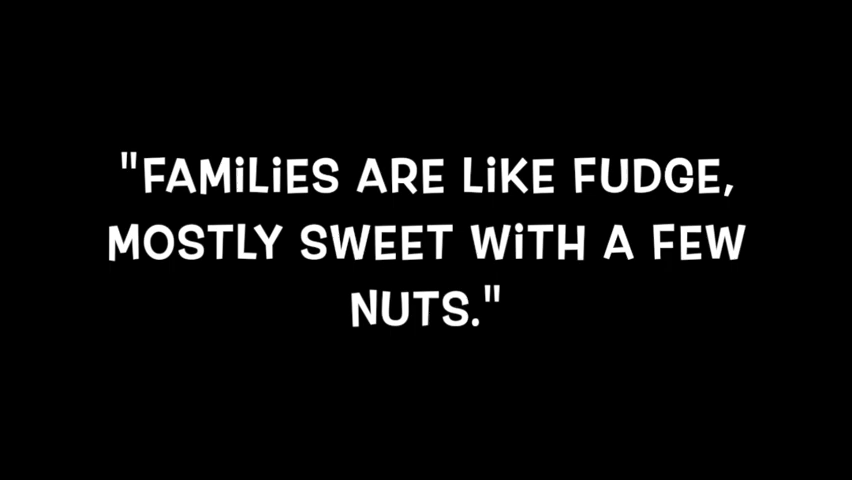 "FAMiLiES ARE LiKE FUDGE,
MOSTLY SWEET WiTH A FEW
NUTS."